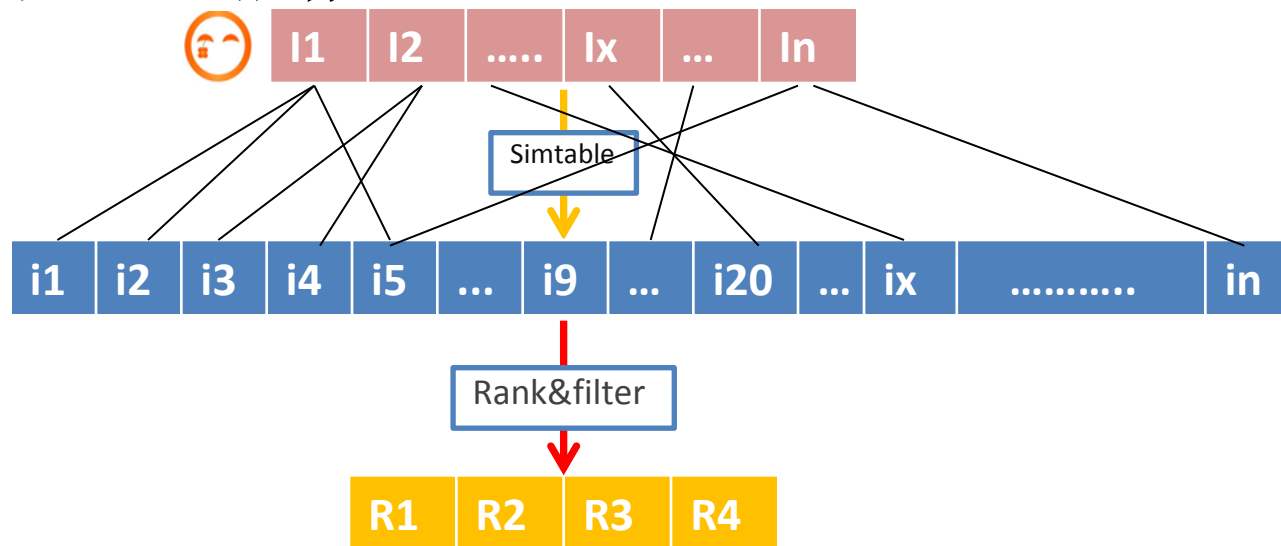 I1 I2 ..... Ix ... In
Simtable
i1 i2 i3 i4 i5 ... i9 ... i20 ... ix ........... in
Rank&filter
R1 R2 R3 R4